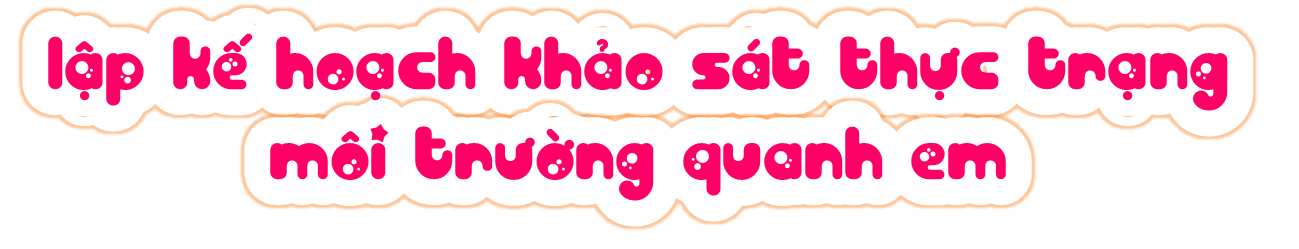 lập kế hoạch khảo sát thực trạng
môi trường quanh em